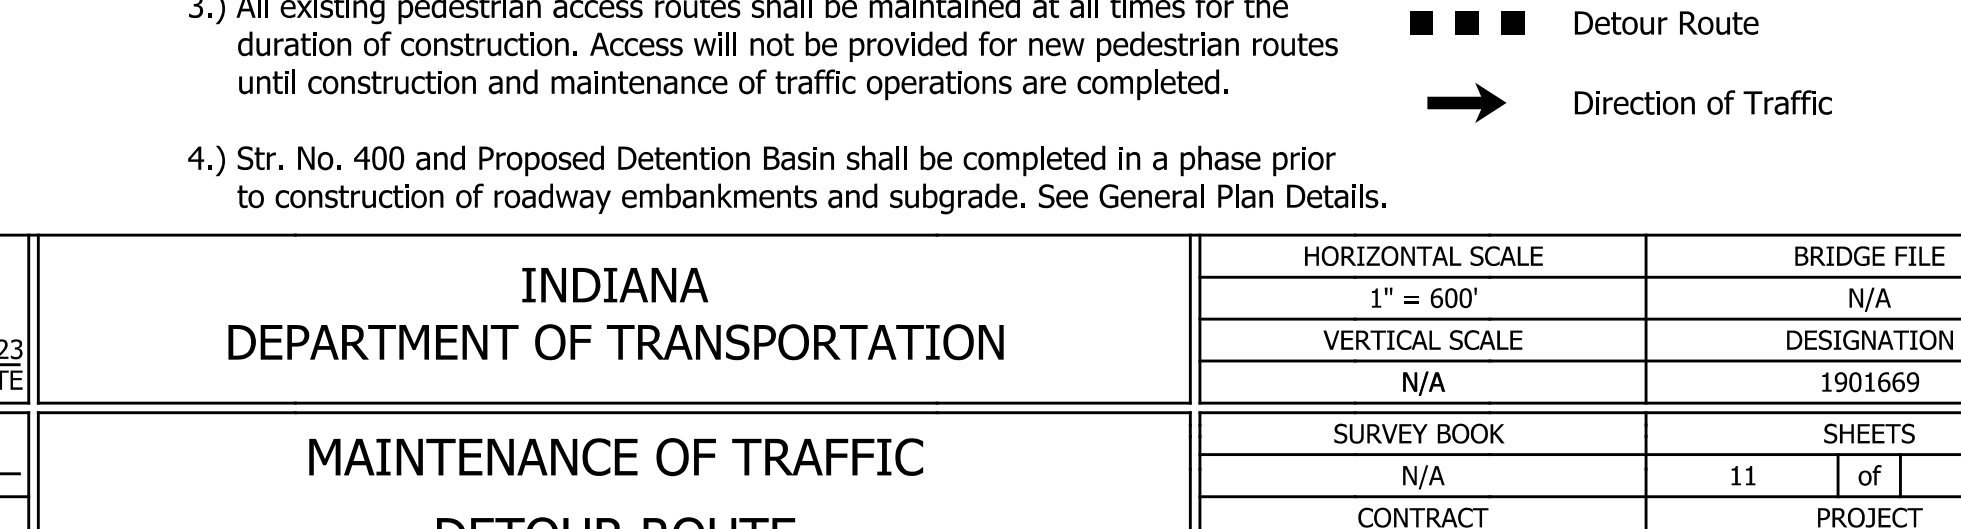 3.) All existing pedestrian access routes shall be maintained at all times for the
duration of construction. Access will not be provided for new pedestrian routes
until construction and maintenance of traffic operations are completed.
4.) Str. No. 400 and Proposed Detention Basin shall be completed in a phase prior
to construction of roadway embankments and subgrade. See General Plan Details.
Detour Route
Direction of Traffic
23
TE
INDIANA
DEPARTMENT OF TRANSPORTATION
MAINTENANCE OF TRAFFIC
DETOUR ROUTE
HORIZONTAL SCALE
1" = 600'
VERTICAL SCALE
N/A
SURVEY BOOK
N/A
CONTRACT
BRIDGE FILE
N/A
DESIGNATION
1901669
SHEETS
11 of
PROJECT